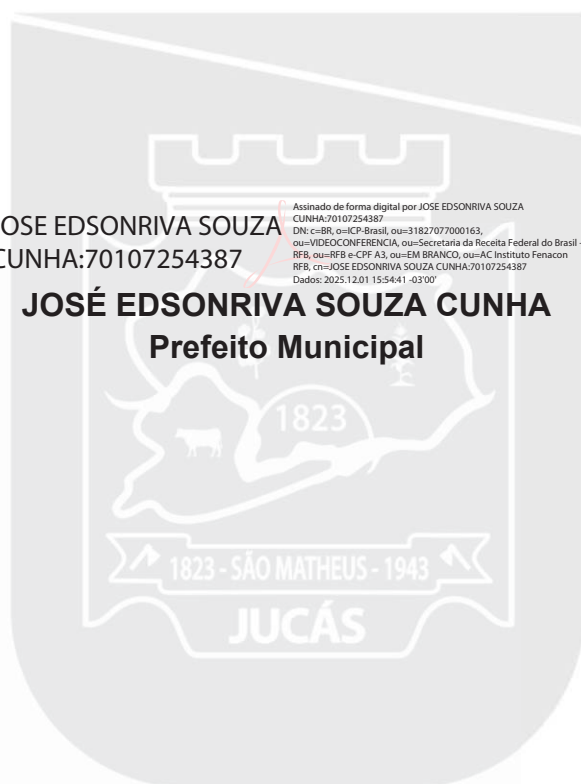 OSE EDSONRIVA SOUZA
CUNHA:70107254387
Assinado de forma digital por JOSE EDSONRIVA SOUZA
CUNHA:70107254387
DN: c=BR, o=ICP-Brasil, ou=31827077000163,
ou=VIDEOCONFERENCIA, ou=Secretaria da Receita Federal do Brasil -
RFB, ou=RFB e-CPF A3, ou=EM BRANCO, ou=AC Instituto Fenacon
RFB, cn=JOSE EDSONRIVA SOUZA CUNHA:70107254387
Dados: 2025.12.01 15:54:41 -03'00'
JOSÉ EDSONRIVA SOUZA CUNHA
Prefeito Municipal
1823
1823 - SÃO MATHEUS - 1943
JUCÁS